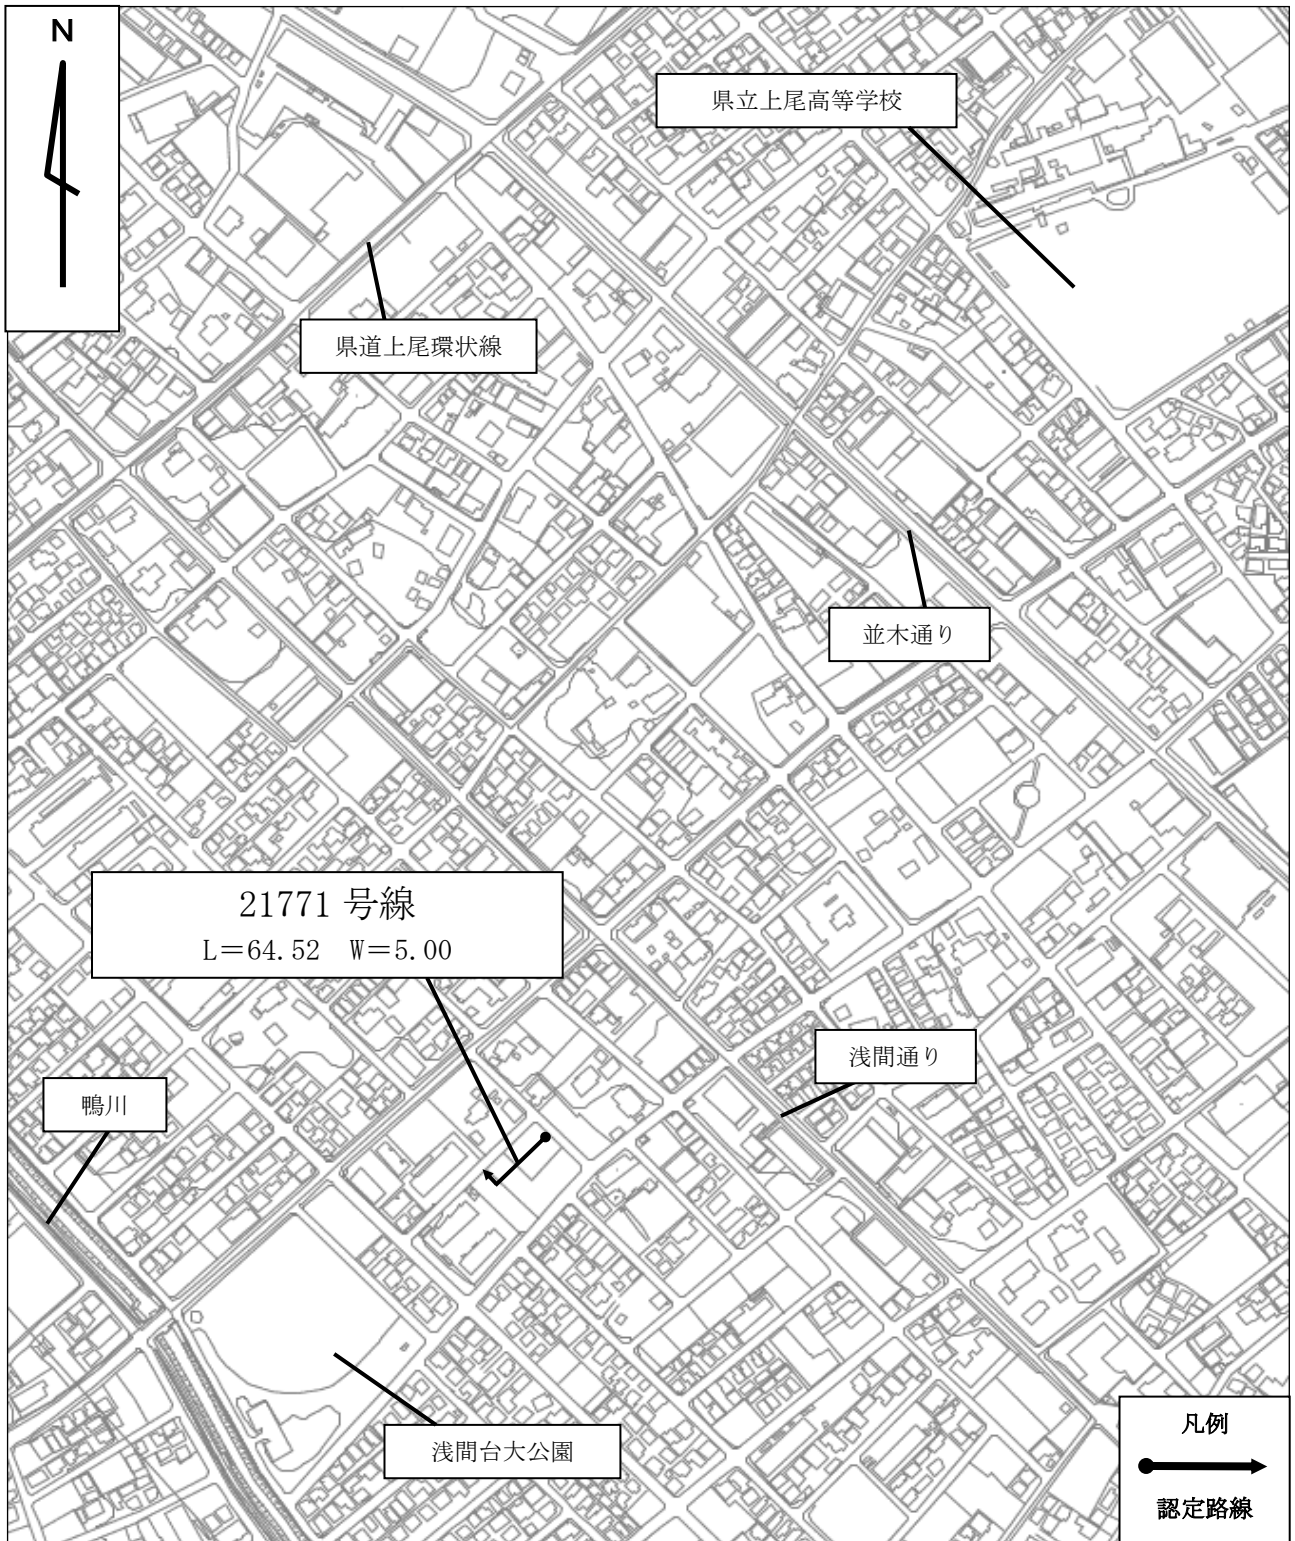 N
県立上尾高等学校
県道上尾環状線
並木通り
21771 号線
L＝64.52　W＝5.00
浅間通り
鴨川
浅間台大公園
凡例
認定路線